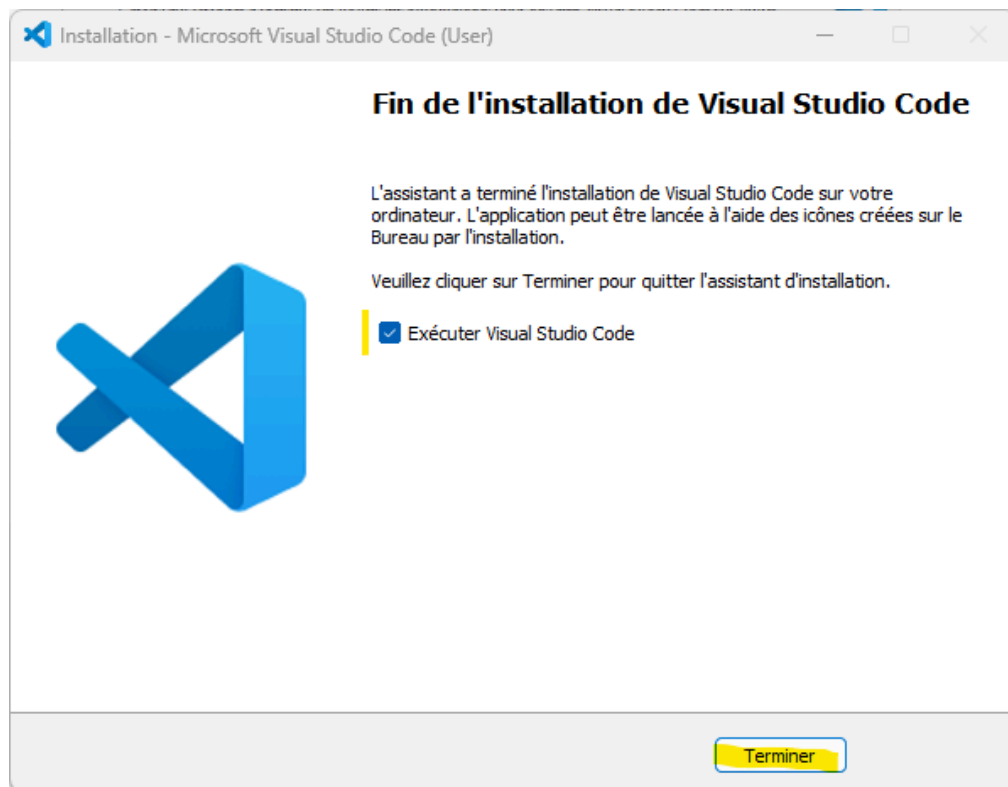 Installation - Microsoft Visual Studio Code (User)
Fin de l'installation de Visual Studio Code
L'assistant a terminé l'installation de Visual Studio Code sur votre
ordinateur. L'application peut être lancée à l'aide des icônes créées sur le
Bureau par l'installation.
Veuillez cliquer sur Terminer pour quitter l'assistant d'installation.
Exécuter Visual Studio Code
Terminer